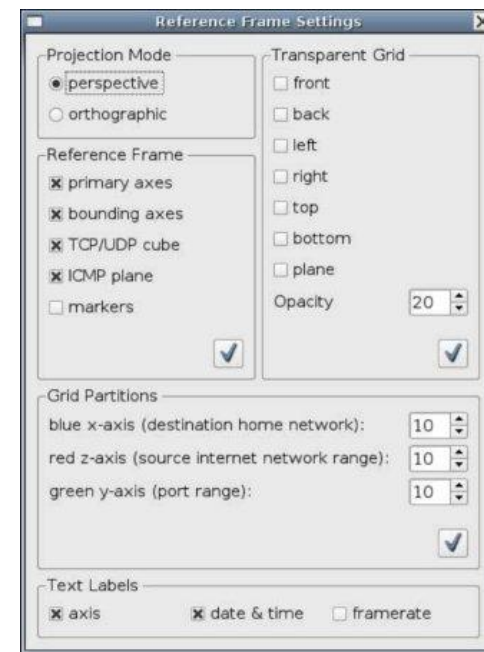 Reference Frame Settings
Projection Mode
perspective
orthographic
Reference Frame
primary axes
bounding axes
TCP/UDP cube
ICMP plane
markers
Transparent Grid
front
back
left
right
top
bottom
plane
Opacity 20
Grid Partitions
blue x-axis (destination home network): 10
red z-axis (source internet network range): 10
green y-axis (port range): 10
Text Labels
axis date & time framerate